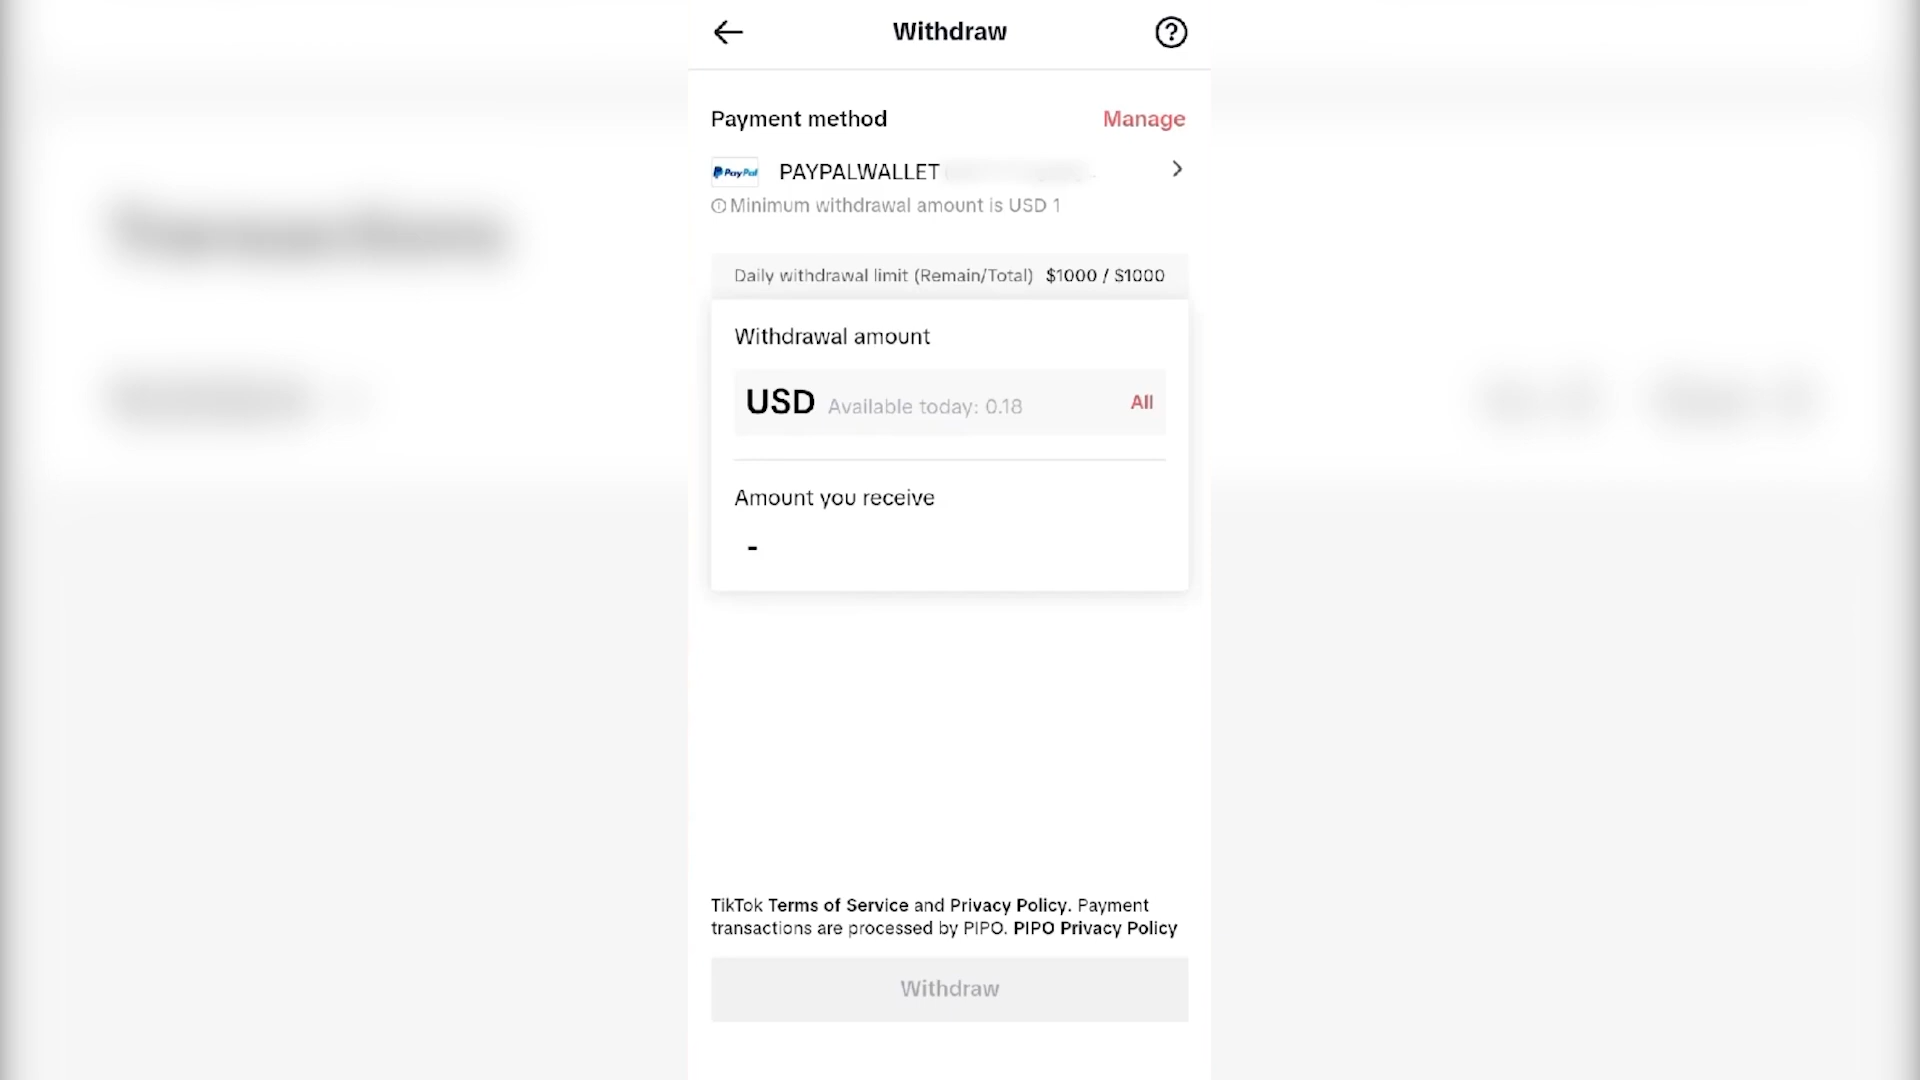 Withdraw
Payment method
Manage
PayPal PAYPALWALLET
Minimum withdrawal amount is USD 1
Daily withdrawal limit (Remain/Total) $1000 / $1000
Withdrawal amount
USD Available today: 0.18 All
Amount you receive
-
TikTok Terms of Service and Privacy Policy. Payment
transactions are processed by PIPO. PIPO Privacy Policy
Withdraw